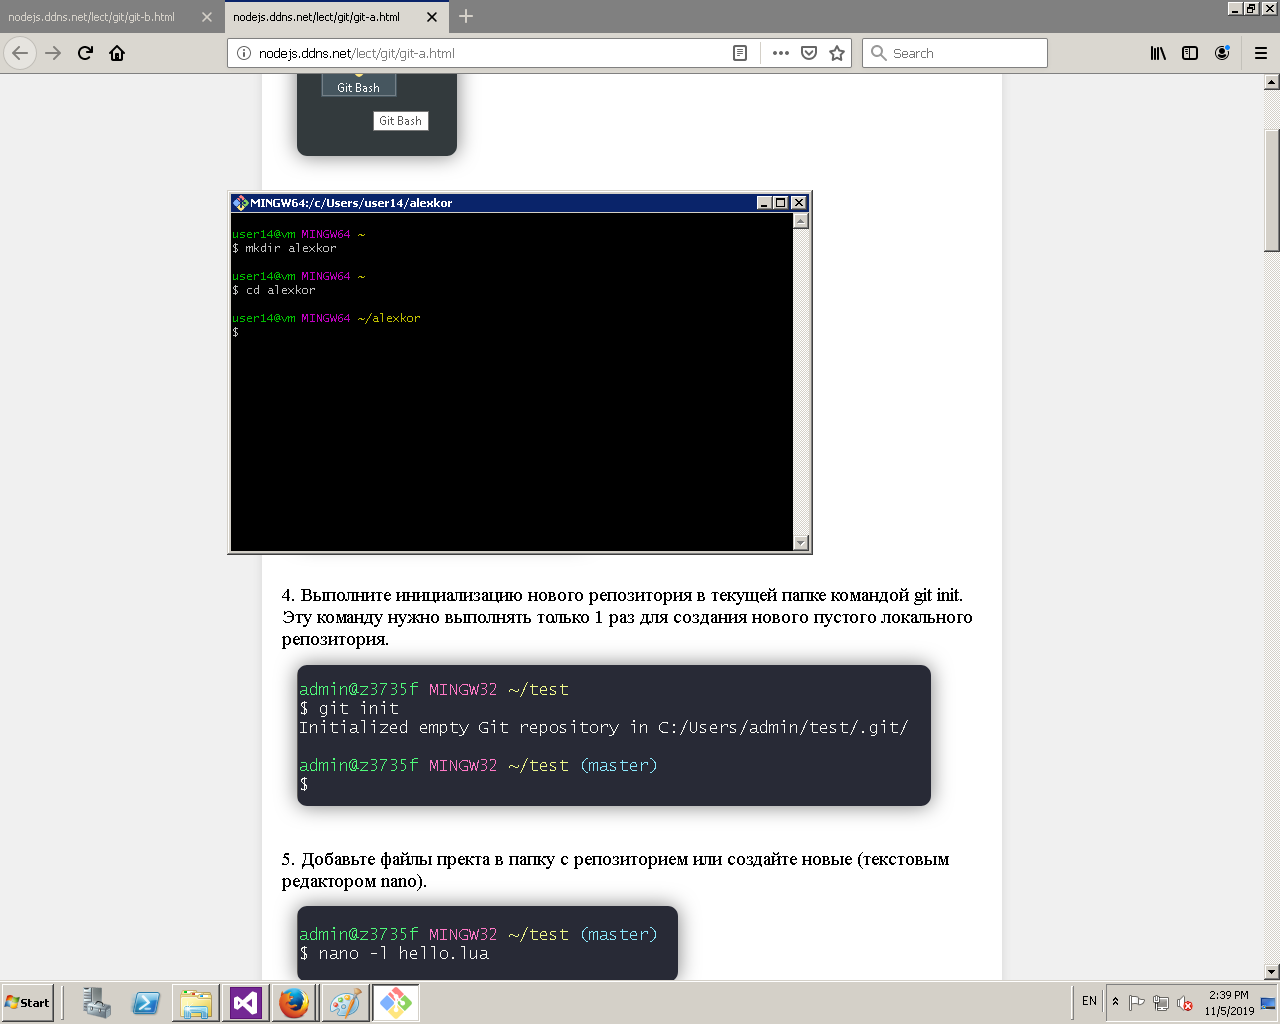 nodejs.ddns.net/lect/git/git-b.html
nodejs.ddns.net/lect/git/git-a.html
nodejs.ddns.net/lect/git/git-a.html
Search
Git Bash
Git Bash
MINGW64:/c/Users/user14/alexkor
user14@vm MINGW64 ~
$ mkdir alexkor
user14@vm MINGW64 ~
$ cd alexkor
user14@vm MINGW64 ~/alexkor
$
4. Выполните инициализацию нового репозитория в текущей папке командой git init.
Эту команду нужно выполнять только 1 раз для создания нового пустого локального
репозитория.
admin@z3735f MINGW32 ~/test
$ git init
Initialized empty Git repository in C:/Users/admin/test/.git/
admin@z3735f MINGW32 ~/test (master)
$
5. Добавьте файлы пректа в папку с репозиторием или создайте новые (текстовым
редактором nano).
admin@z3735f MINGW32 ~/test (master)
$ nano -l hello.lua
Start
EN
2:39 PM
11/5/2019